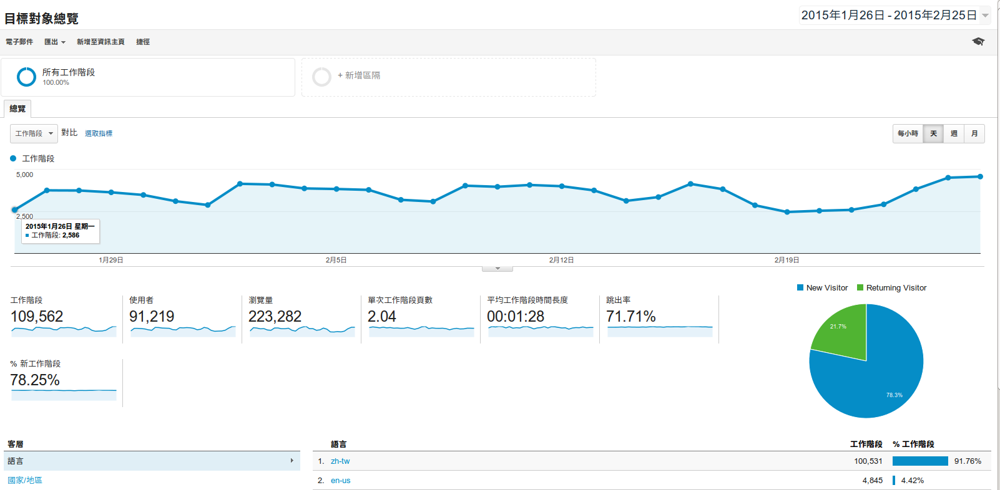 目標對象總覽
2015年1月26日 - 2015年2月25日
電子郵件 匯出 新增至資訊主頁 捷徑
所有工作階段
100.00%
+ 新增區隔
總覽
工作階段 對比 選取指標
每小時 天 週 月
工作階段
5,000
2,500
2015年1月26日 星期一
工作階段: 2,586
1月29日 2月5日 2月12日 2月19日
New Visitor Returning Visitor
工作階段 使用者 瀏覽量 單次工作階段頁數 平均工作階段時間長度 跳出率
109,562 91,219 223,282 2.04 00:01:28 71.71%
21.7%
% 新工作階段
78.25%
78.3%
客層 語言 工作階段 % 工作階段
語言 1. zh-tw 100,531 91.76%
國家/地區 2. en-us 4,845 4.42%